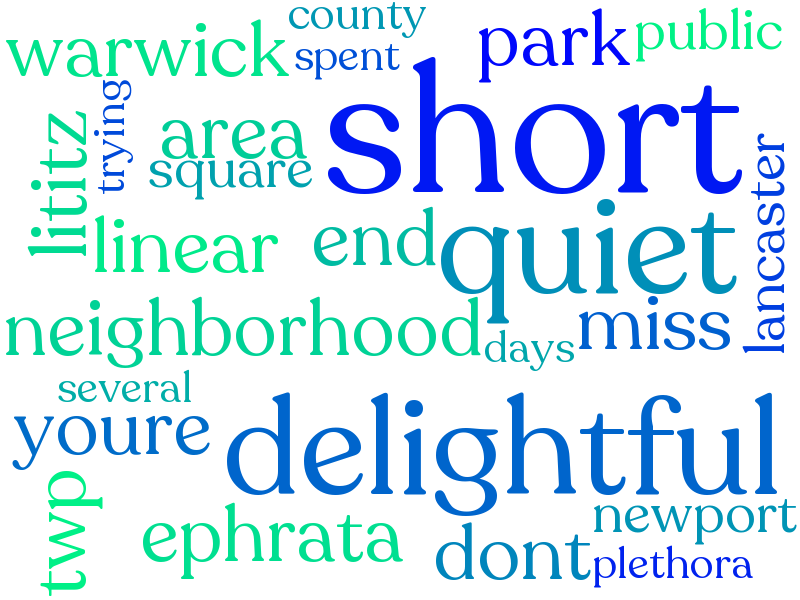 county
warwick
spent
park
public
short
trying
lititz
area
square
lancaster
linear
end
quiet
neighborhood
days
miss
several
youre
delightful
twp
ephrata
dont
newport
plethora